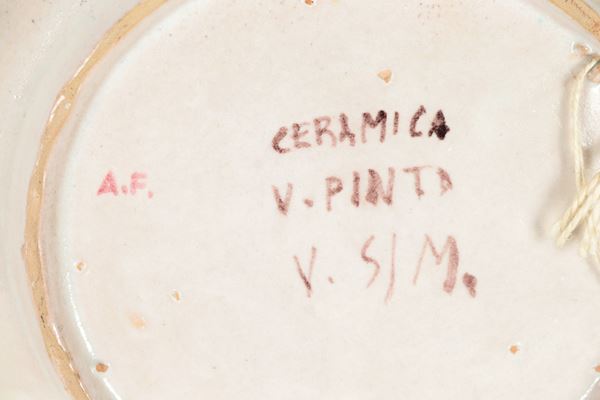 CERAMICA
A.F.
V. PINTO
V. S/M.